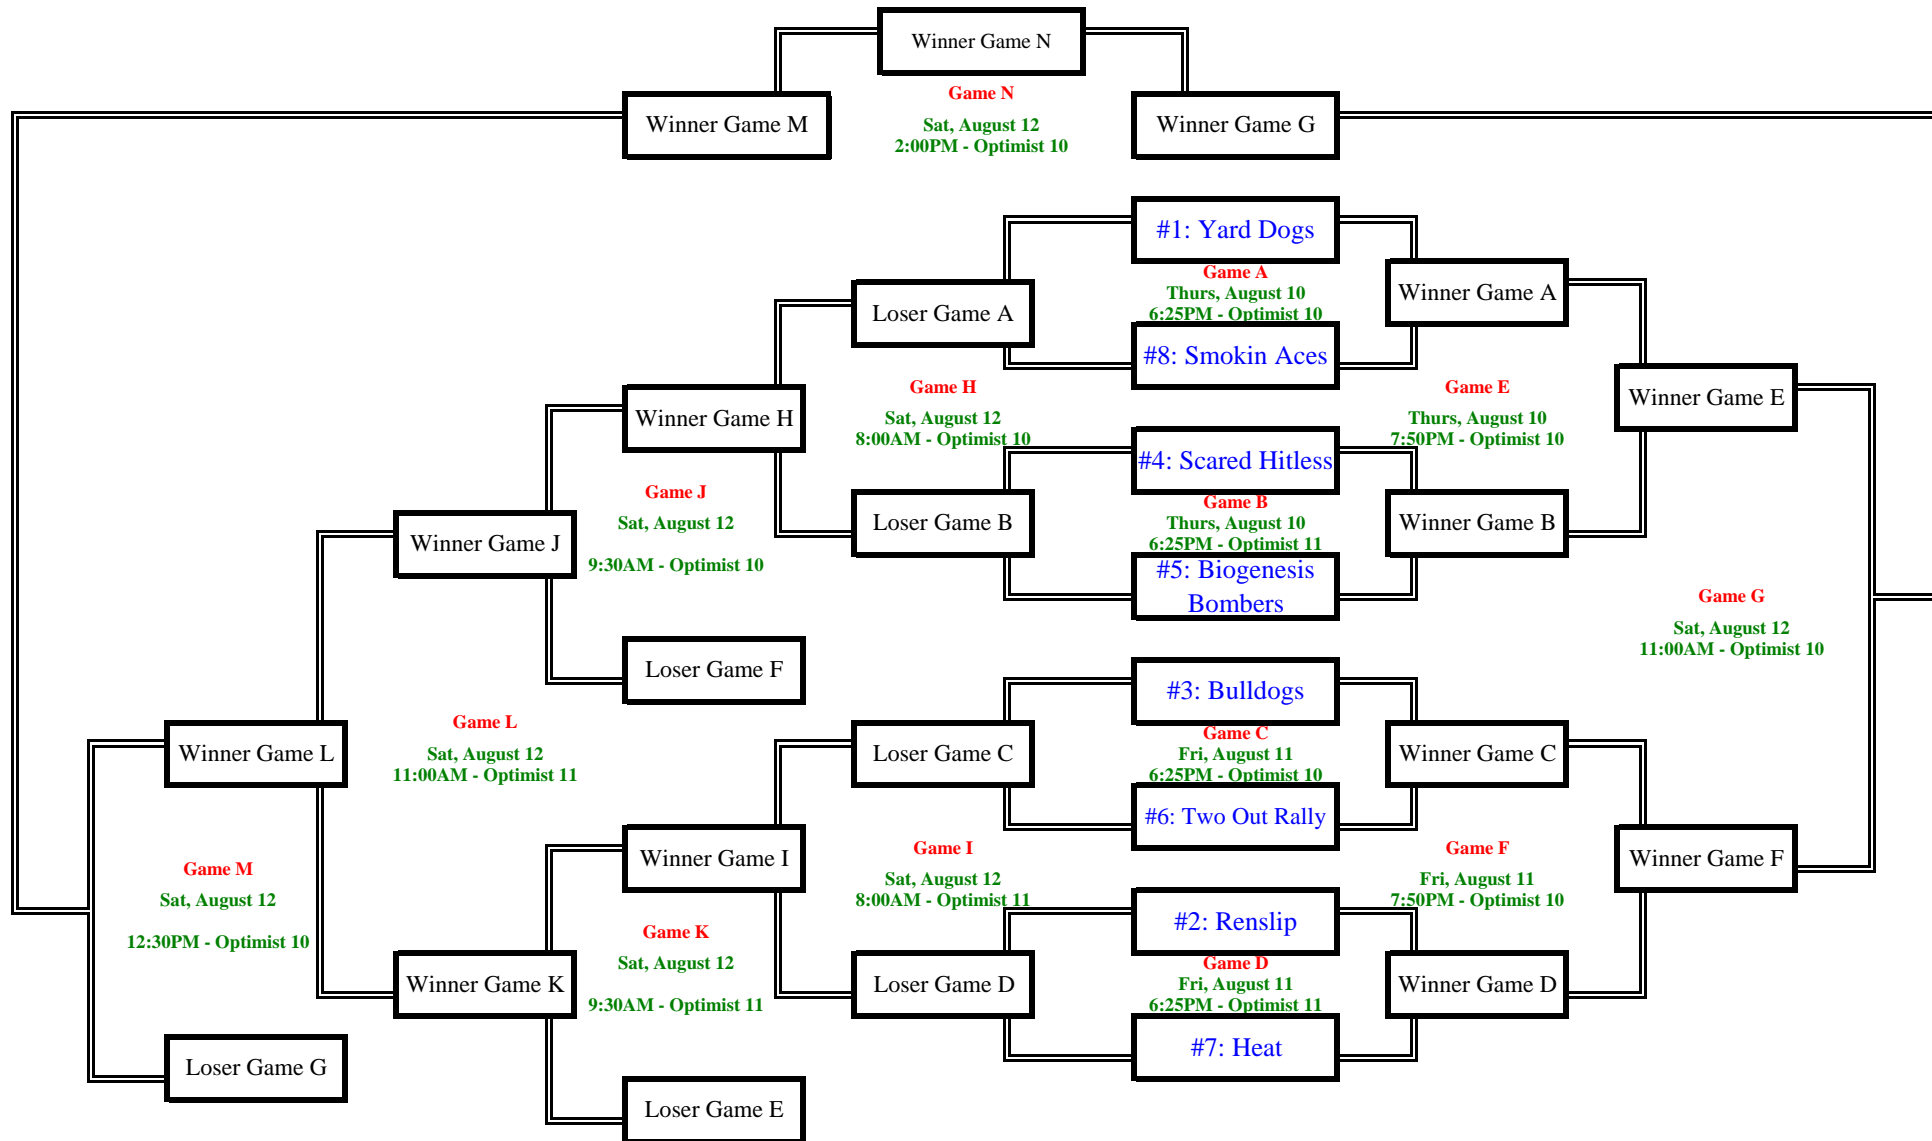 Winner Game N
Game N
Winner Game M
Sat, August 12
2:00PM - Optimist 10
Winner Game G
#1: Yard Dogs
Game A
Thurs, August 10
6:25PM - Optimist 10
Winner Game A
Loser Game A
#8: Smokin Aces
Game H
Sat, August 12
8:00AM - Optimist 10
Game E
Thurs, August 10
7:50PM - Optimist 10
Winner Game E
Winner Game H
#4: Scared Hitless
Game J
Sat, August 12
9:30AM - Optimist 10
Game B
Thurs, August 10
6:25PM - Optimist 11
Loser Game B
Winner Game B
Winner Game J
#5: Biogenesis
Bombers
Game G
Sat, August 12
11:00AM - Optimist 10
Loser Game F
#3: Bulldogs
Game L
Sat, August 12
11:00AM - Optimist 11
Game C
Fri, August 11
6:25PM - Optimist 10
Winner Game L
Loser Game C
Winner Game C
#6: Two Out Rally
Game M
Sat, August 12
12:30PM - Optimist 10
Winner Game I
Game I
Sat, August 12
8:00AM - Optimist 11
Game F
Fri, August 11
7:50PM - Optimist 10
Winner Game F
#2: Renslip
Game K
Sat, August 12
9:30AM - Optimist 11
Game D
Fri, August 11
6:25PM - Optimist 11
Winner Game K
Loser Game D
Winner Game D
#7: Heat
Loser Game G
Loser Game E